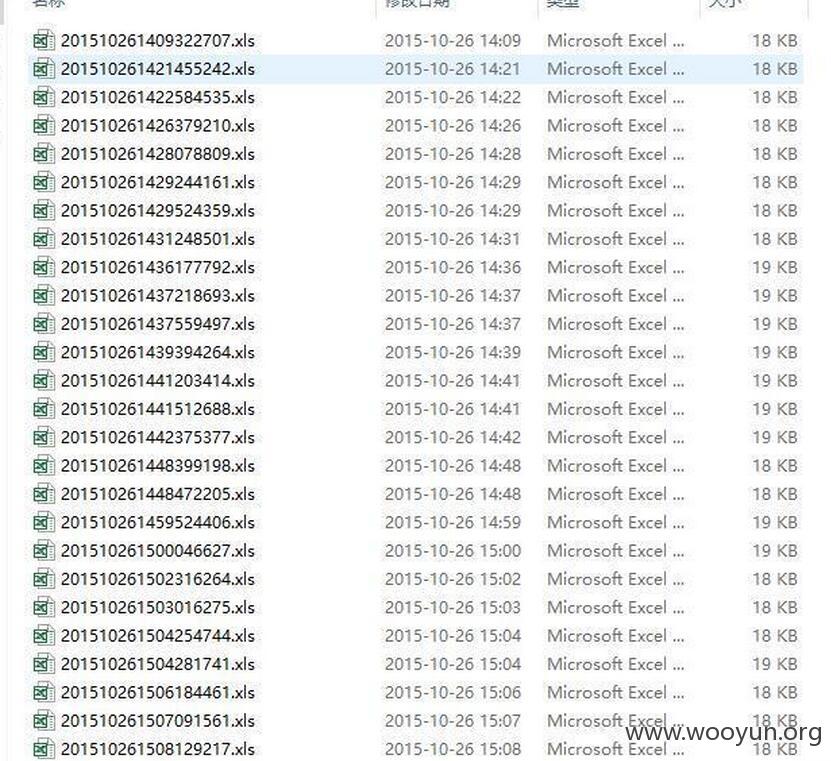 名称 修改日期 类型 大小
201510261409322707.xls 2015-10-26 14:09 Microsoft Excel ... 18 KB
201510261421455242.xls 2015-10-26 14:21 Microsoft Excel ... 18 KB
201510261422584535.xls 2015-10-26 14:22 Microsoft Excel ... 18 KB
201510261426379210.xls 2015-10-26 14:26 Microsoft Excel ... 18 KB
201510261428078809.xls 2015-10-26 14:28 Microsoft Excel ... 18 KB
201510261429244161.xls 2015-10-26 14:29 Microsoft Excel ... 18 KB
201510261429524359.xls 2015-10-26 14:29 Microsoft Excel ... 18 KB
201510261431248501.xls 2015-10-26 14:31 Microsoft Excel ... 18 KB
201510261436177792.xls 2015-10-26 14:36 Microsoft Excel ... 19 KB
201510261437218693.xls 2015-10-26 14:37 Microsoft Excel ... 19 KB
201510261437559497.xls 2015-10-26 14:37 Microsoft Excel ... 19 KB
201510261439394264.xls 2015-10-26 14:39 Microsoft Excel ... 19 KB
201510261441203414.xls 2015-10-26 14:41 Microsoft Excel ... 19 KB
201510261441512688.xls 2015-10-26 14:41 Microsoft Excel ... 19 KB
201510261442375377.xls 2015-10-26 14:42 Microsoft Excel ... 19 KB
201510261448399198.xls 2015-10-26 14:48 Microsoft Excel ... 18 KB
201510261448472205.xls 2015-10-26 14:48 Microsoft Excel ... 18 KB
201510261459524406.xls 2015-10-26 14:59 Microsoft Excel ... 19 KB
201510261500046627.xls 2015-10-26 15:00 Microsoft Excel ... 19 KB
201510261502316264.xls 2015-10-26 15:02 Microsoft Excel ... 18 KB
201510261503016275.xls 2015-10-26 15:03 Microsoft Excel ... 18 KB
201510261504254744.xls 2015-10-26 15:04 Microsoft Excel ... 18 KB
201510261504281741.xls 2015-10-26 15:04 Microsoft Excel ... 19 KB
201510261506184461.xls 2015-10-26 15:06 Microsoft Excel ... 18 KB
201510261507091561.xls 2015-10-26 15:07 Microsoft Excel ... 18 KB
www.wooyun.org
201510261508129217.xls 2015-10-26 15:08 Microsoft Excel ... 18 KB